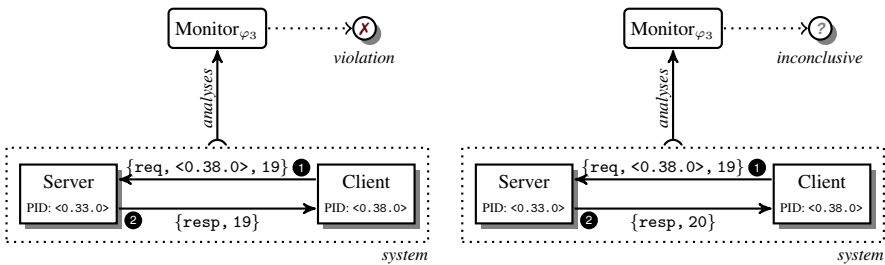 Monitorφ3
✗
violation
analyses
{req, <0.38.0>, 19} 1
Server
PID: <0.33.0>
Client
PID: <0.38.0>
2 {resp, 19}
system
Monitorφ3
?
inconclusive
analyses
{req, <0.38.0>, 19} 1
Server
PID: <0.33.0>
Client
PID: <0.38.0>
2 {resp, 20}
system